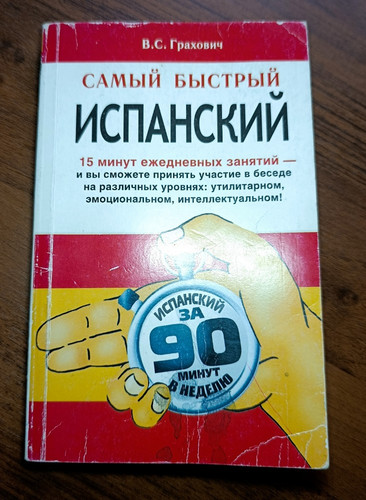 В.С. Грахович
САМЫЙ БЫСТРЫЙ
ИСПАНСКИЙ
15 минут ежедневных занятий —
и вы сможете принять участие в беседе
на различных уровнях: утилитарном,
эмоциональном, интеллектуальном!
ИСПАНСКИЙ
ЗА
90
МИНУТ
В НЕДЕЛЮ